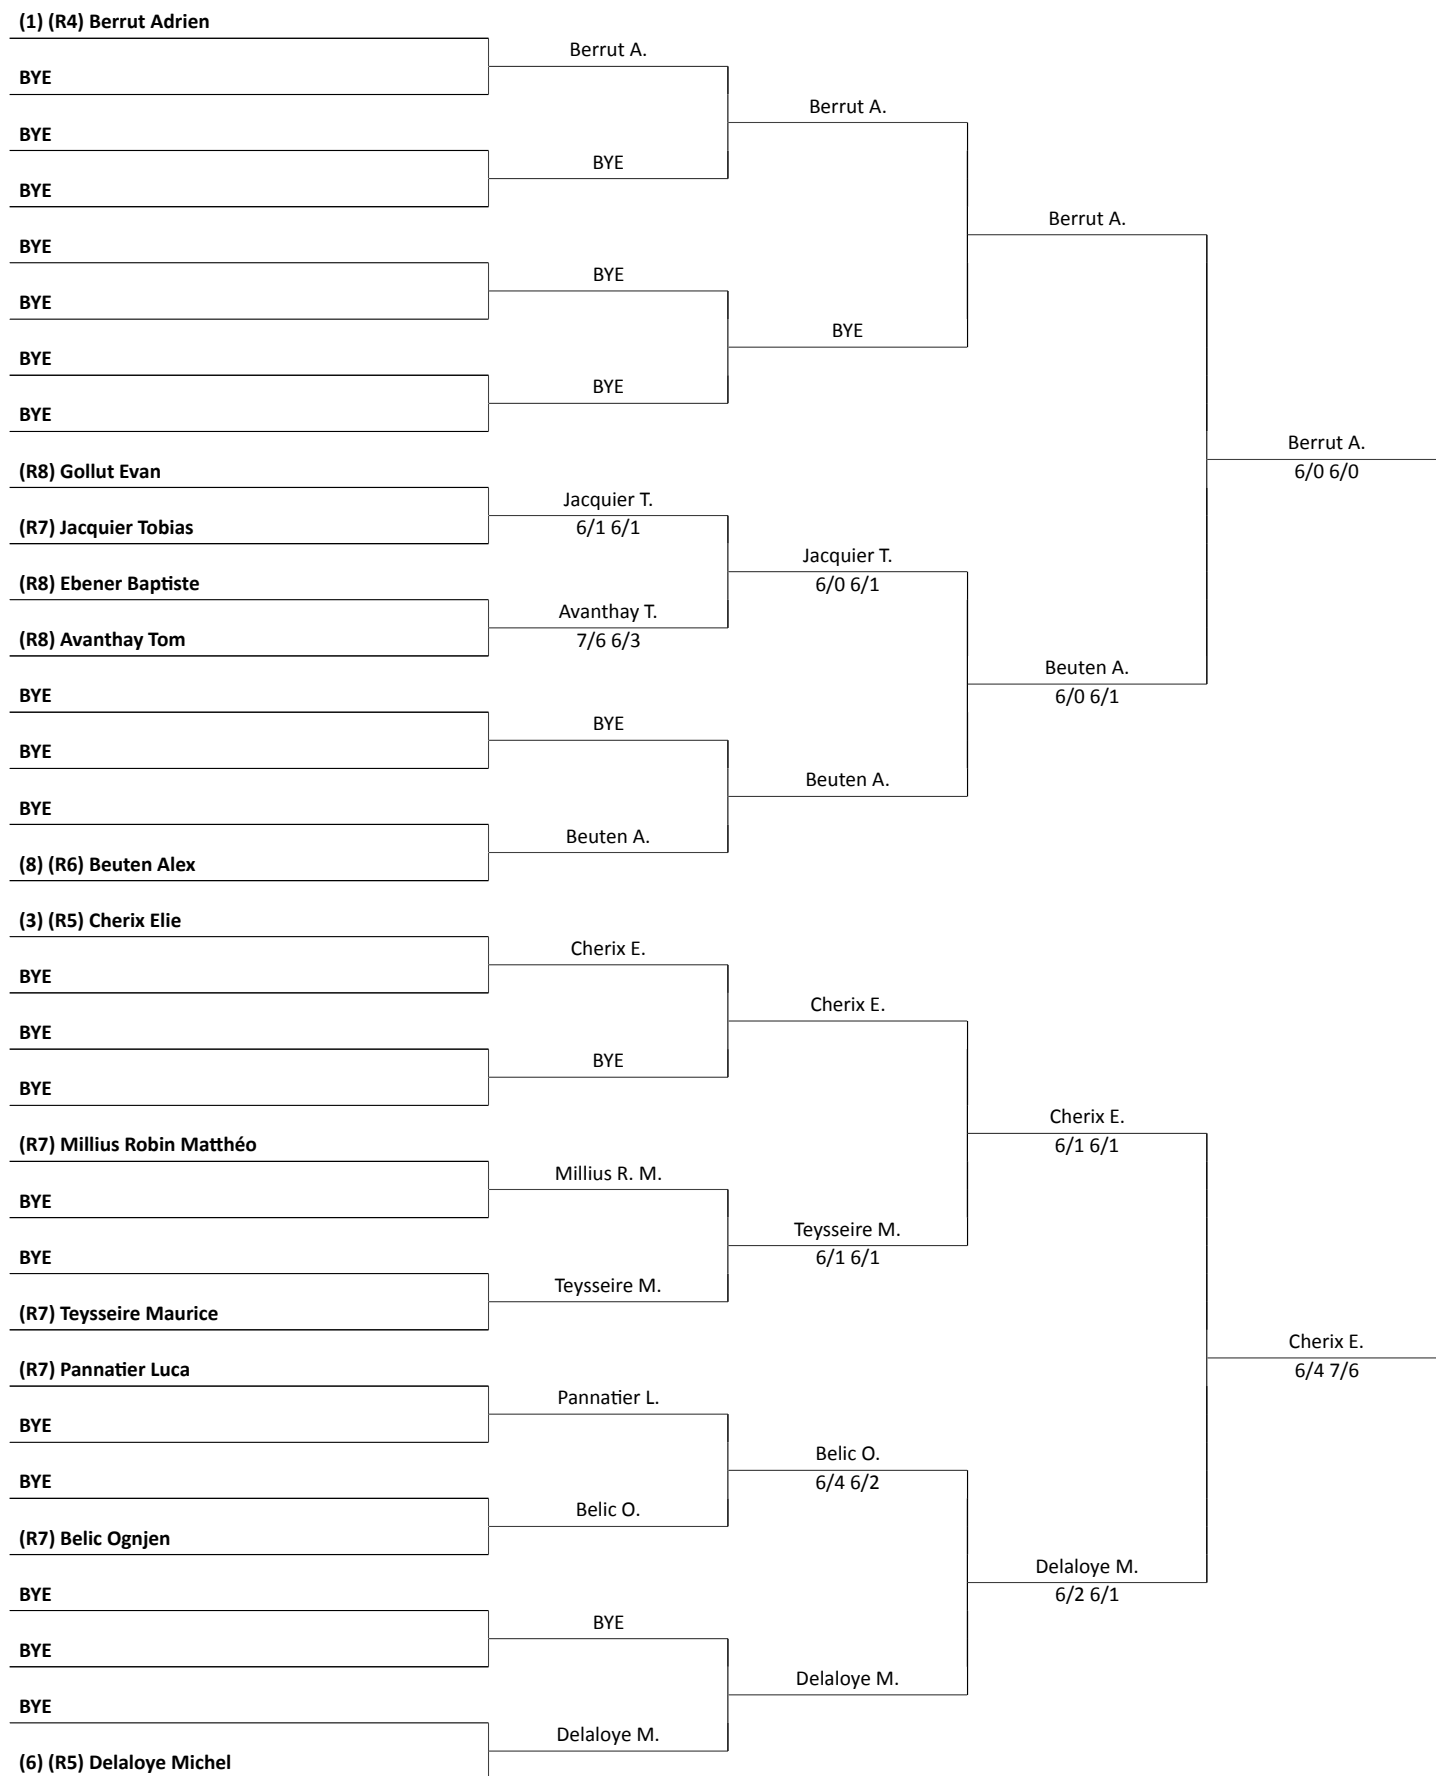 (1) (R4) Berrut Adrien
BYE
BYE
BYE
BYE
BYE
BYE
BYE
(R8) Gollut Evan
(R7) Jacquier Tobias
(R8) Ebener Baptiste
(R8) Avanthay Tom
BYE
BYE
BYE
(8) (R6) Beuten Alex
(3) (R5) Cherix Elie
BYE
BYE
BYE
(R7) Millius Robin Matthéo
BYE
BYE
(R7) Teysseire Maurice
(R7) Pannatier Luca
BYE
BYE
(R7) Belic Ognjen
BYE
BYE
BYE
(6) (R5) Delaloye Michel
Berrut A.
BYE
BYE
BYE
Jacquier T.
6/1 6/1
Avanthay T.
7/6 6/3
BYE
Beuten A.
Cherix E.
BYE
Millius R. M.
Teysseire M.
Pannatier L.
Belic O.
BYE
Delaloye M.
Berrut A.
BYE
Jacquier T.
6/0 6/1
Beuten A.
Cherix E.
Teysseire M.
6/1 6/1
Belic O.
6/4 6/2
Delaloye M.
Berrut A.
Beuten A.
6/0 6/1
Cherix E.
6/1 6/1
Delaloye M.
6/2 6/1
Berrut A.
6/0 6/0
Cherix E.
6/4 7/6